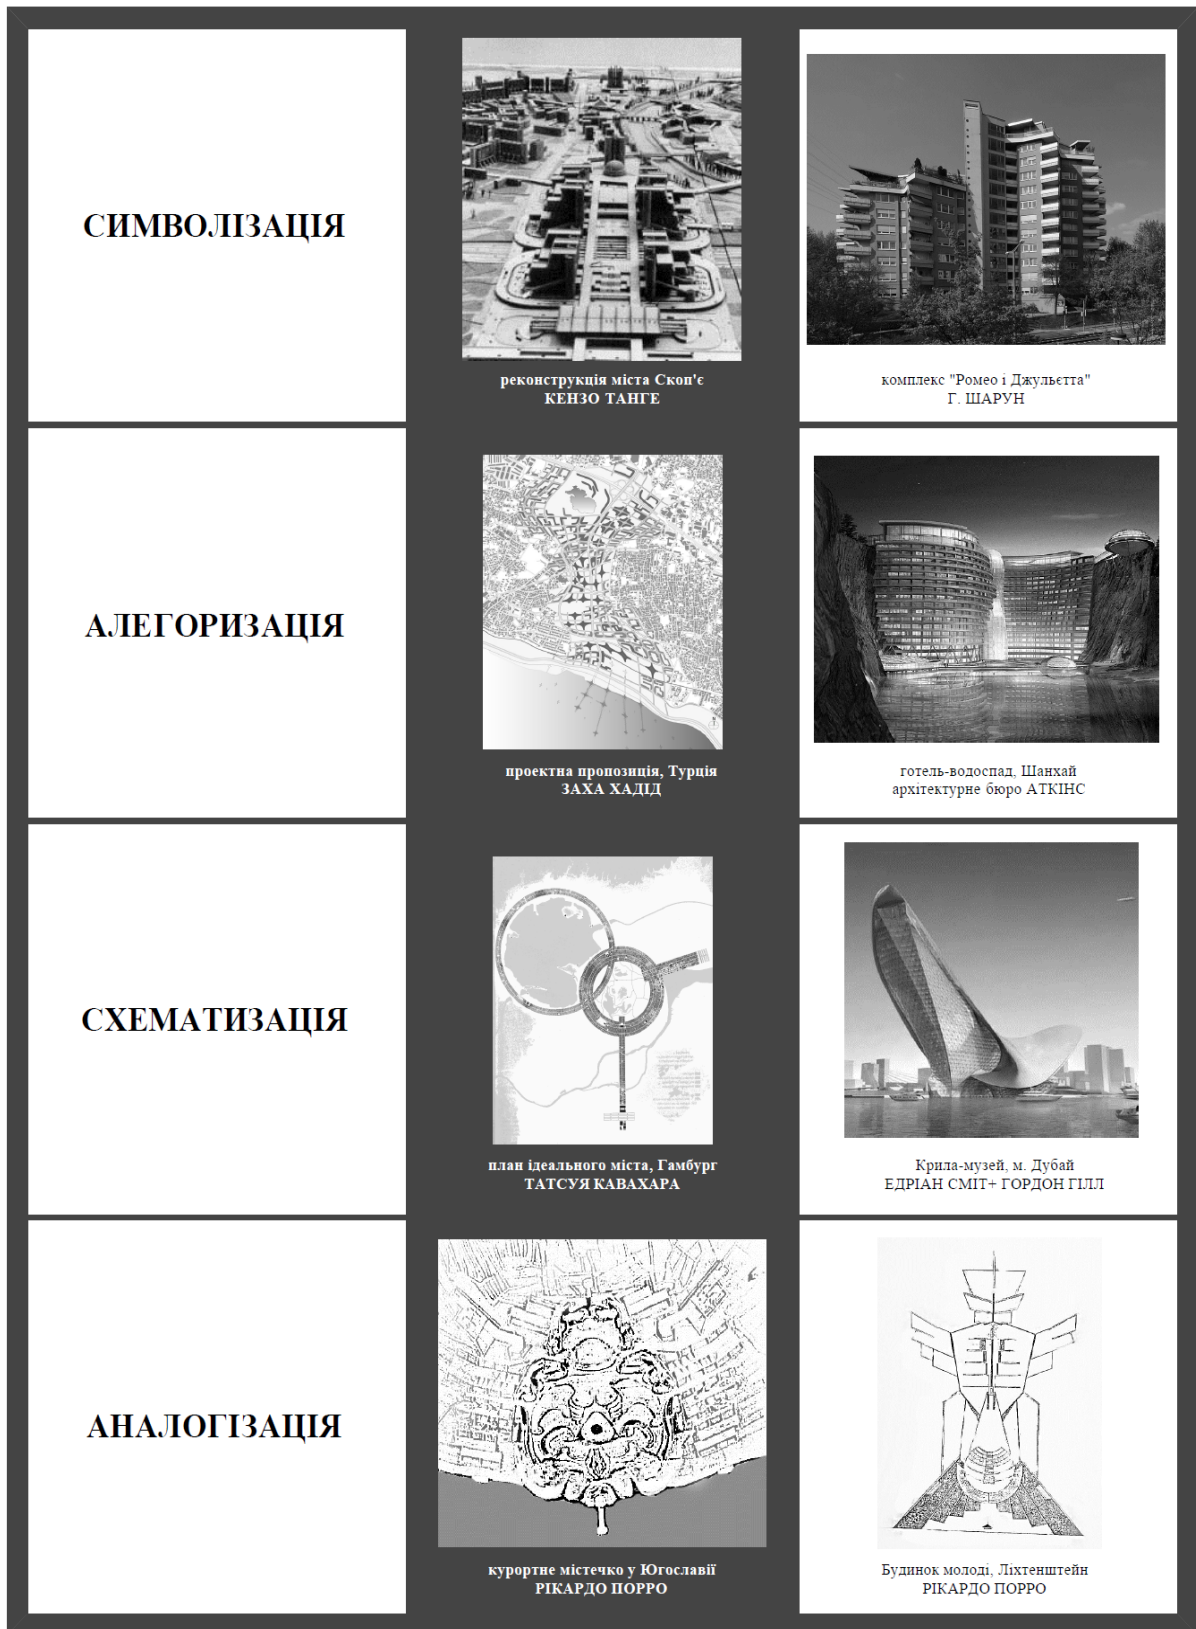 СИМВОЛІЗАЦІЯ
реконструкція міста Скоп'є
КЕНЗО ТАНГЕ
комплекс "Ромео і Джульєтта"
Г. ШАРУН
АЛЕГОРИЗАЦІЯ
проектна пропозиція, Турція
ЗАХА ХАДІД
готель-водоспад, Шанхай
архітектурне бюро АТКІНС
СХЕМАТИЗАЦІЯ
план ідеального міста, Гамбург
ТАТСУЯ КАВАХАРА
Крила-музей, м. Дубай
ЕДРІАН СМІТ+ ГОРДОН ГІЛЛ
АНАЛОГІЗАЦІЯ
курортне містечко у Югославії
РІКАРДО ПОРРО
Будинок молоді, Ліхтенштейн
РІКАРДО ПОРРО